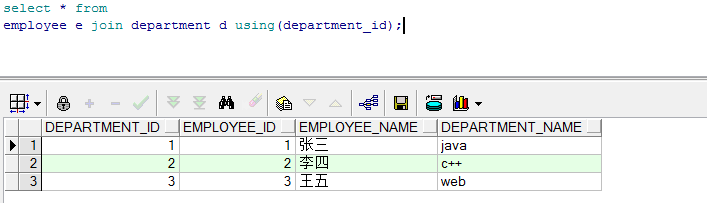 select * from
employee e join department d using(department_id);
DEPARTMENT_ID EMPLOYEE_ID EMPLOYEE_NAME DEPARTMENT_NAME
1 1 1 张三 java
2 2 2 李四 c++
3 3 3 王五 web